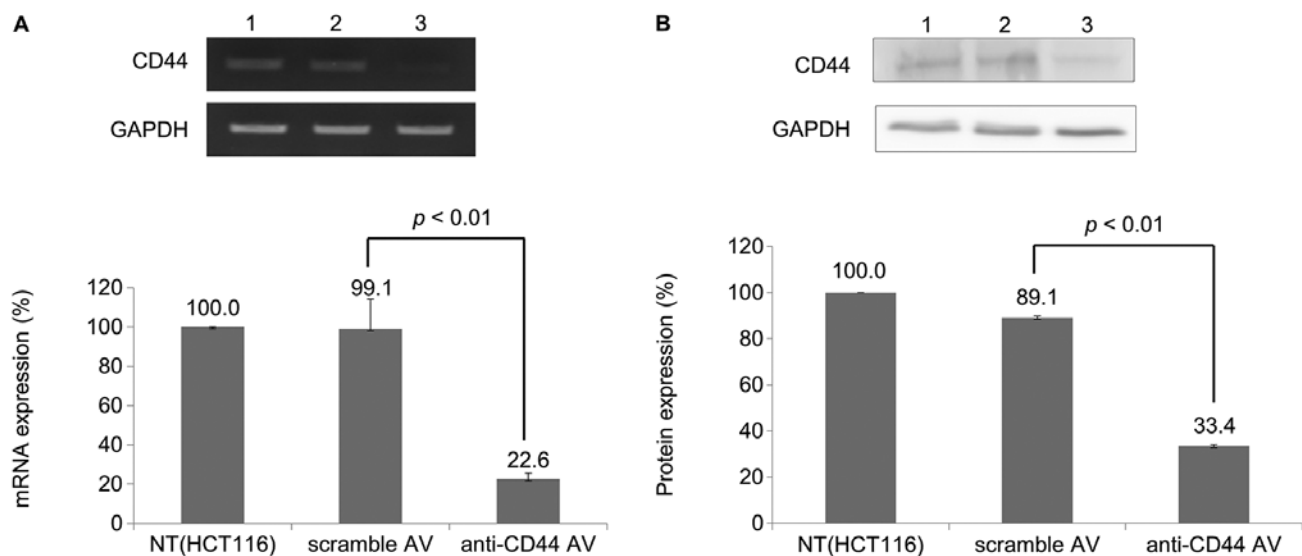 A
1 2 3
CD44
GAPDH
p < 0.01
mRNA expression (%)
120
100
80
60
40
20
0
100.0
99.1
22.6
NT(HCT116) scramble AV anti-CD44 AV
B
1 2 3
CD44
GAPDH
p < 0.01
Protein expression (%)
120
100
80
60
40
20
0
100.0
89.1
33.4
NT(HCT116) scramble AV anti-CD44 AV